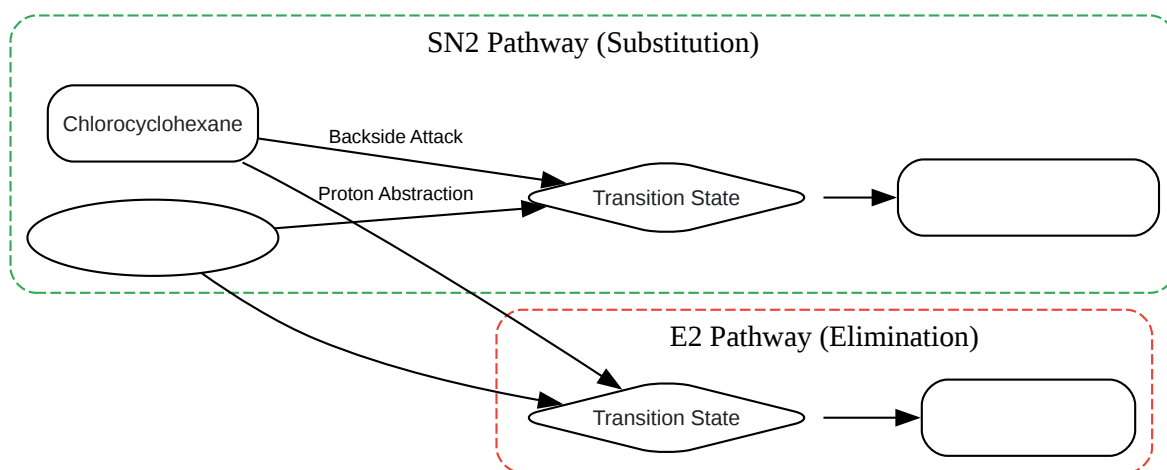 SN2 Pathway (Substitution)
Chlorocyclohexane
Backside Attack
Proton Abstraction
Transition State
E2 Pathway (Elimination)
Transition State